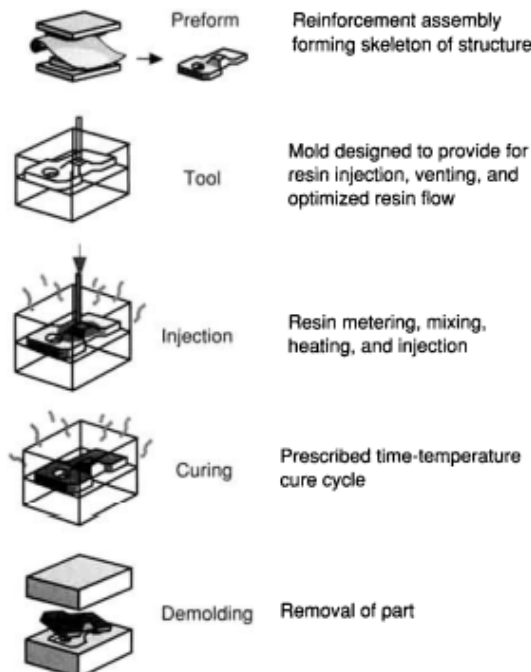 Preform
Reinforcement assembly
forming skeleton of structure
Tool
Mold designed to provide for
resin injection, venting, and
optimized resin flow
Injection
Resin metering, mixing,
heating, and injection
Curing
Prescribed time-temperature
cure cycle
Demolding
Removal of part